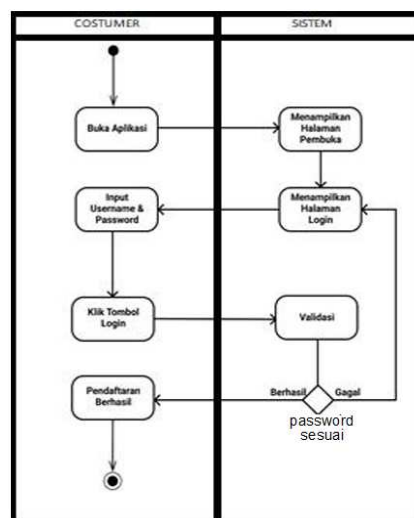 COSTUMER
SISTEM
Buka Aplikasi
Menampilkan
Halaman
Pembuka
Input
Username &
Password
Menampilkan
Halaman
Login
Klik Tombol
Login
Validasi
Pendaftaran
Berhasil
Berhasil
Gagal
password
sesuai